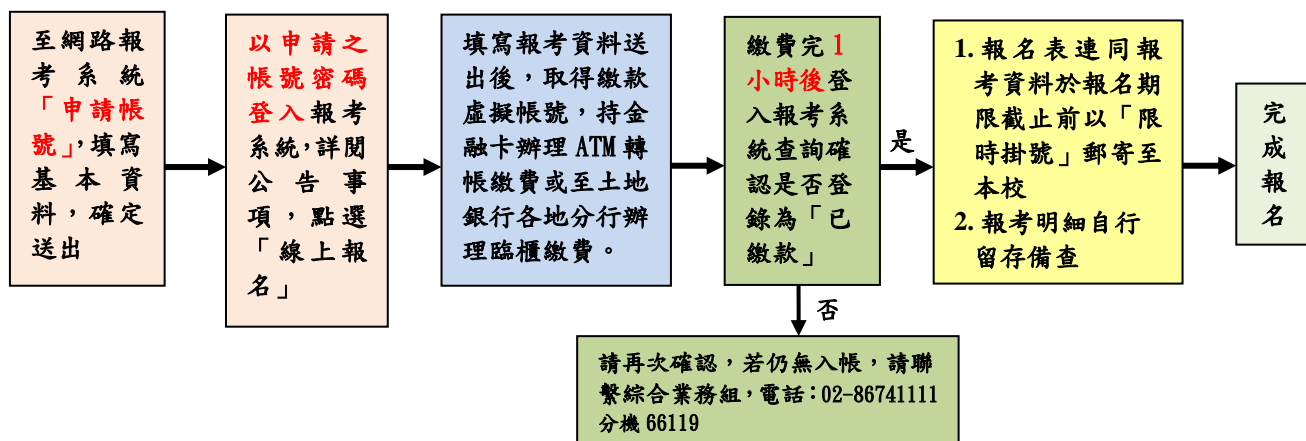 至網路報
考系統
「申請帳
號」，填寫
基本資
料，確定
送出
以申請之
帳號密碼
登入報考
系統，詳閱
公告事
項，點選
「線上報
名」
填寫報考資料送
出後，取得繳款
虛擬帳號，持金
融卡辦理 ATM 轉
帳繳費或至土地
銀行各地分行辦
理臨櫃繳費。
繳費完 1
小時後登
入報考系
統查詢確
認是否登
錄為「已
繳款」
是
1. 報名表連同報
考資料於報名期
限截止前以「限
時掛號」郵寄至
本校
2. 報考明細自行
留存備查
完
成
報
名
否
請再次確認，若仍無入帳，請聯
繫綜合業務組，電話：02-86741111
分機 66119